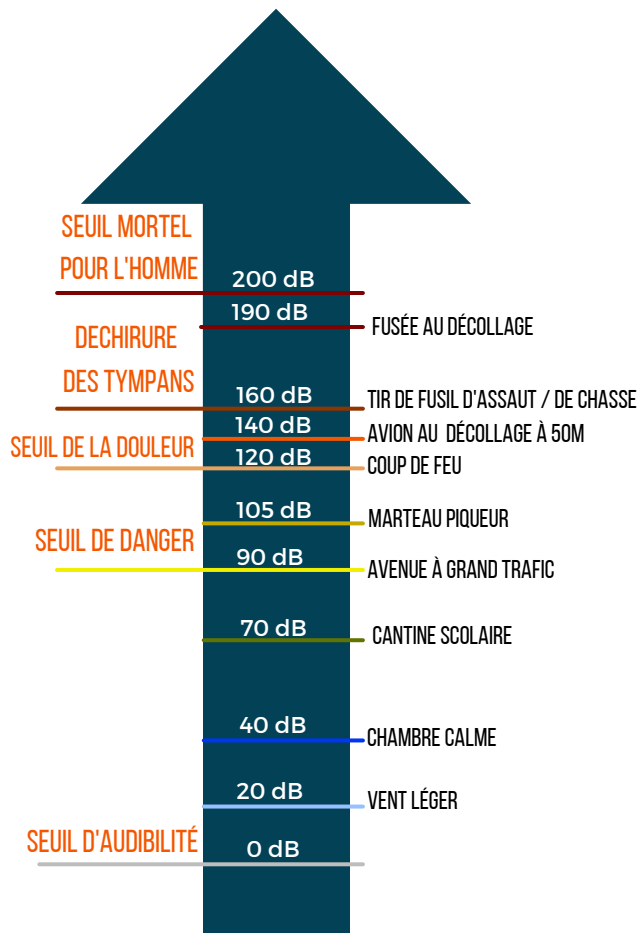 SEUIL MORTEL
POUR L'HOMME
200 dB
190 dB
FUSÉE AU DÉCOLLAGE
DECHIRURE
DES TYMPANS
160 dB
TIR DE FUSIL D'ASSAUT / DE CHASSE
140 dB
AVION AU DÉCOLLAGE À 50M
SEUIL DE LA DOULEUR
120 dB
COUP DE FEU
105 dB
MARTEAU PIQUEUR
SEUIL DE DANGER
90 dB
AVENUE À GRAND TRAFIC
70 dB
CANTINE SCOLAIRE
40 dB
CHAMBRE CALME
20 dB
VENT LÉGER
SEUIL D'AUDIBILITÉ
0 dB